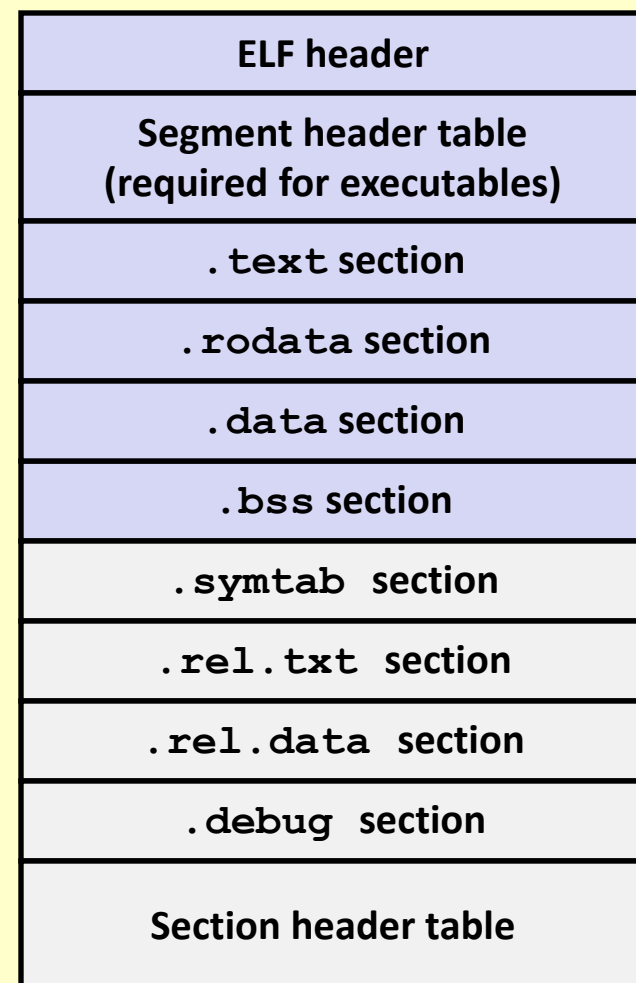 ELF header
Segment header table
(required for executables)
.text section
.rodata section
.data section
.bss section
.symtab section
.rel.txt section
.rel.data section
.debug section
Section header table